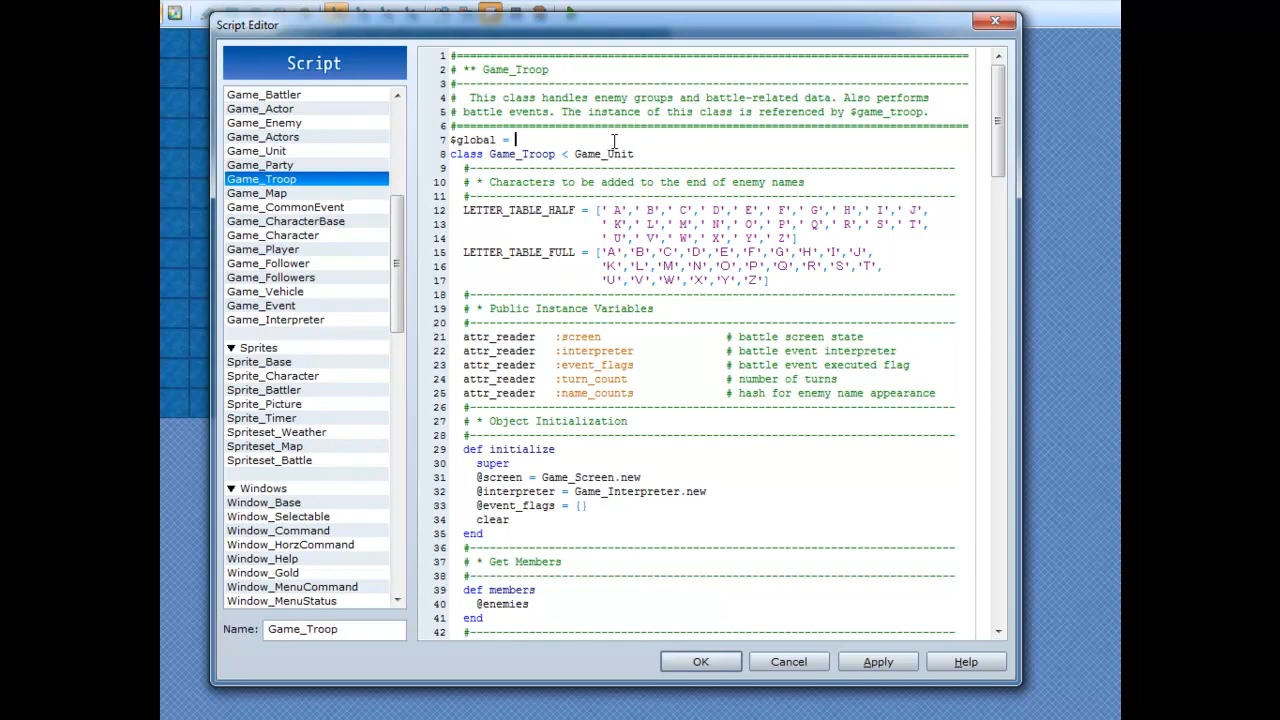 Script Editor
Script
Game_Battler
Game_Actor
Game_Enemy
Game_Actors
Game_Unit
Game_Party
Game_Troop
Game_Map
Game_CommonEvent
Game_CharacterBase
Game_Character
Game_Player
Game_Follower
Game_Followers
Game_Vehicle
Game_Event
Game_Interpreter
▼ Sprites
Sprite_Base
Sprite_Character
Sprite_Battler
Sprite_Picture
Sprite_Timer
Spriteset_Weather
Spriteset_Map
Spriteset_Battle
▼ Windows
Window_Base
Window_Selectable
Window_Command
Window_HorzCommand
Window_Help
Window_Gold
Window_MenuCommand
Window_MenuStatus
Name: Game_Troop
1 #==============================================================================
2 # ** Game_Troop
3 #------------------------------------------------------------------------------
4 #  This class handles enemy groups and battle-related data. Also performs
5 # battle events. The instance of this class is referenced by $game_troop.
6 #==============================================================================
7 $global =
8 class Game_Troop < Game_Unit
9   #--------------------------------------------------------------------------
10   # * Characters to be added to the end of enemy names
11   #--------------------------------------------------------------------------
12   LETTER_TABLE_HALF = [' A',' B',' C',' D',' E',' F',' G',' H',' I',' J',
13                        ' K',' L',' M',' N',' O',' P',' Q',' R',' S',' T',
14                        ' U',' V',' W',' X',' Y',' Z']
15   LETTER_TABLE_FULL = ['Ａ','Ｂ','Ｃ','Ｄ','Ｅ','Ｆ','Ｇ','Ｈ','Ｉ','Ｊ',
16                        'Ｋ','Ｌ','Ｍ','Ｎ','Ｏ','Ｐ','Ｑ','Ｒ','Ｓ','Ｔ',
17                        'Ｕ','Ｖ','Ｗ','Ｘ','Ｙ','Ｚ']
18   #--------------------------------------------------------------------------
19   # * Public Instance Variables
20   #--------------------------------------------------------------------------
21   attr_reader   :screen                   # battle screen state
22   attr_reader   :interpreter              # battle event interpreter
23   attr_reader   :event_flags              # battle event executed flag
24   attr_reader   :turn_count               # number of turns
25   attr_reader   :name_counts              # hash for enemy name appearance
26   #--------------------------------------------------------------------------
27   # * Object Initialization
28   #--------------------------------------------------------------------------
29   def initialize
30     super
31     @screen = Game_Screen.new
32     @interpreter = Game_Interpreter.new
33     @event_flags = {}
34     clear
35   end
36   #--------------------------------------------------------------------------
37   # * Get Members
38   #--------------------------------------------------------------------------
39   def members
40     @enemies
41   end
42   #--------------------------------------------------------------------------
OK
Cancel
Apply
Help